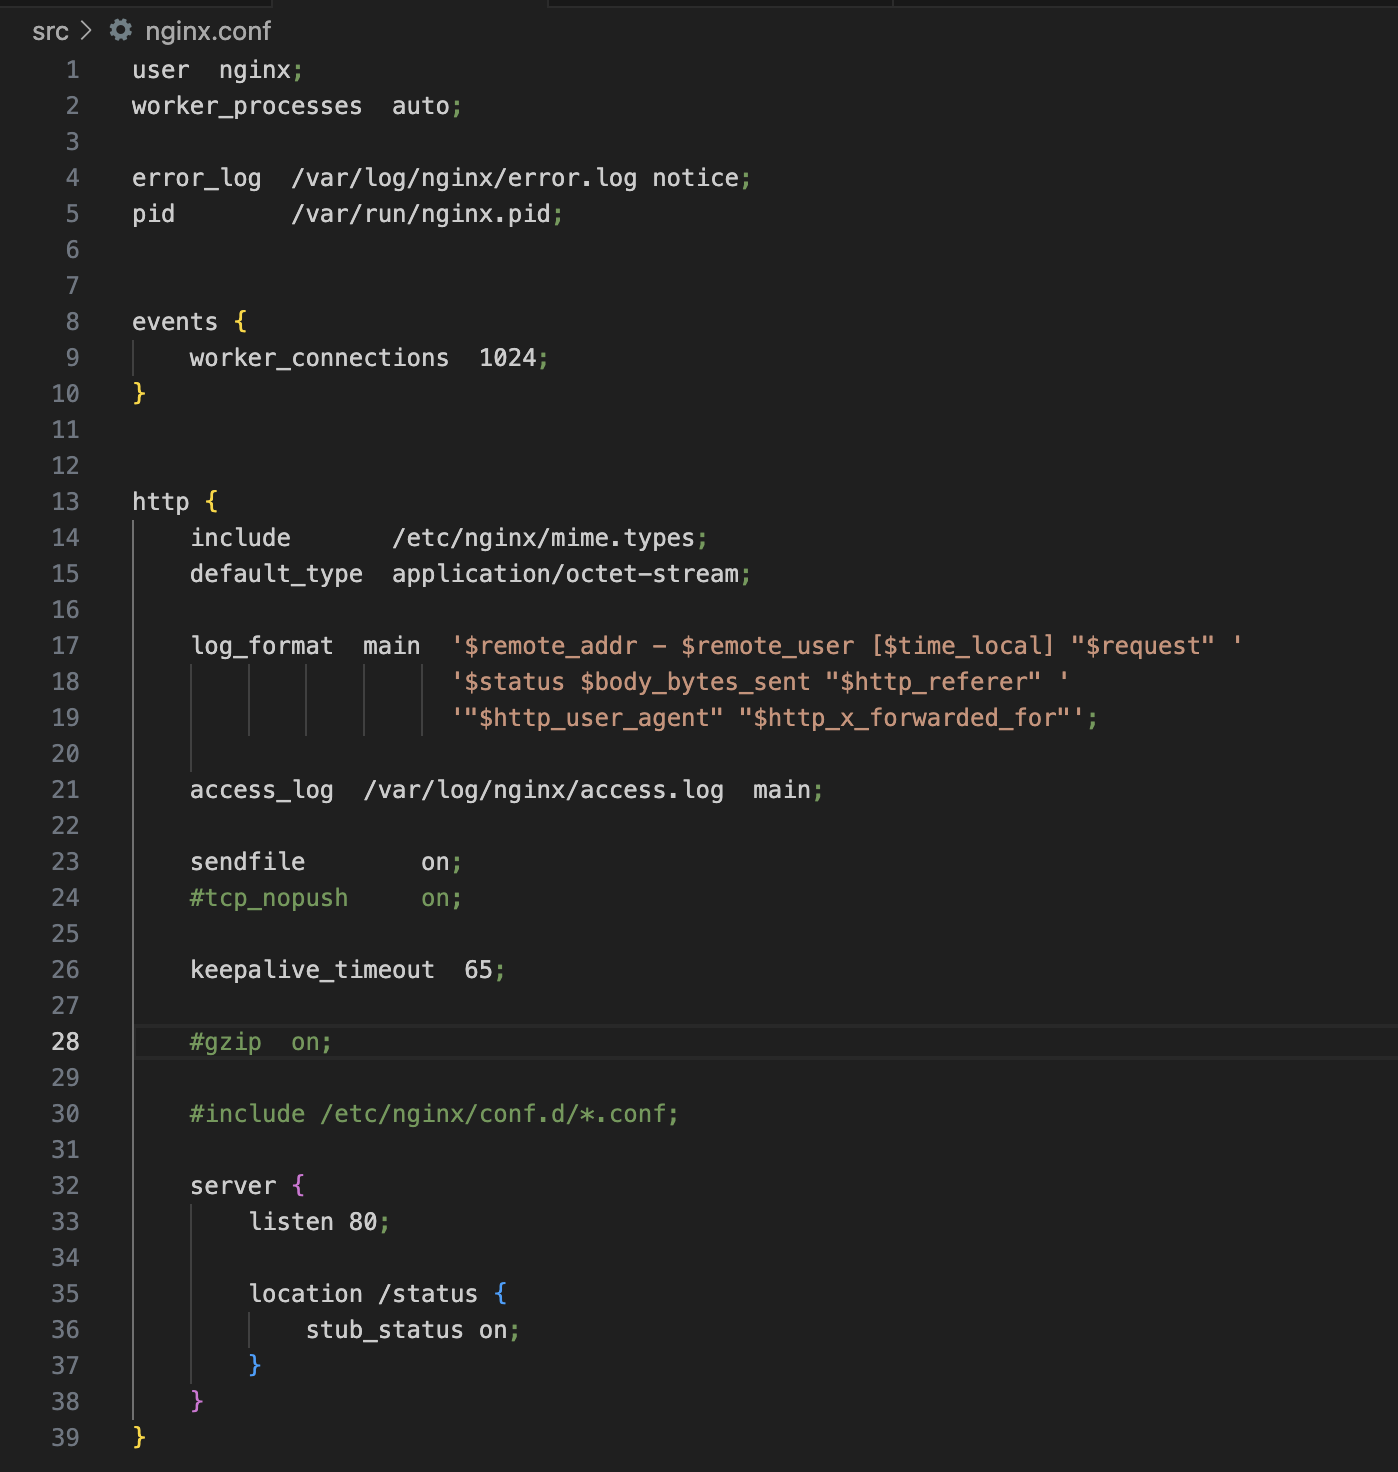 src > nginx.conf
1 user  nginx;
2 worker_processes  auto;
3
4 error_log  /var/log/nginx/error.log notice;
5 pid        /var/run/nginx.pid;
6
7
8 events {
9     worker_connections  1024;
10 }
11
12
13 http {
14     include       /etc/nginx/mime.types;
15     default_type  application/octet-stream;
16
17     log_format  main  '$remote_addr - $remote_user [$time_local] "$request" '
18                       '$status $body_bytes_sent "$http_referer" '
19                       '"$http_user_agent" "$http_x_forwarded_for"';
20
21     access_log  /var/log/nginx/access.log  main;
22
23     sendfile        on;
24     #tcp_nopush     on;
25
26     keepalive_timeout  65;
27
28     #gzip  on;
29
30     #include /etc/nginx/conf.d/*.conf;
31
32     server {
33         listen 80;
34
35         location /status {
36             stub_status on;
37         }
38     }
39 }